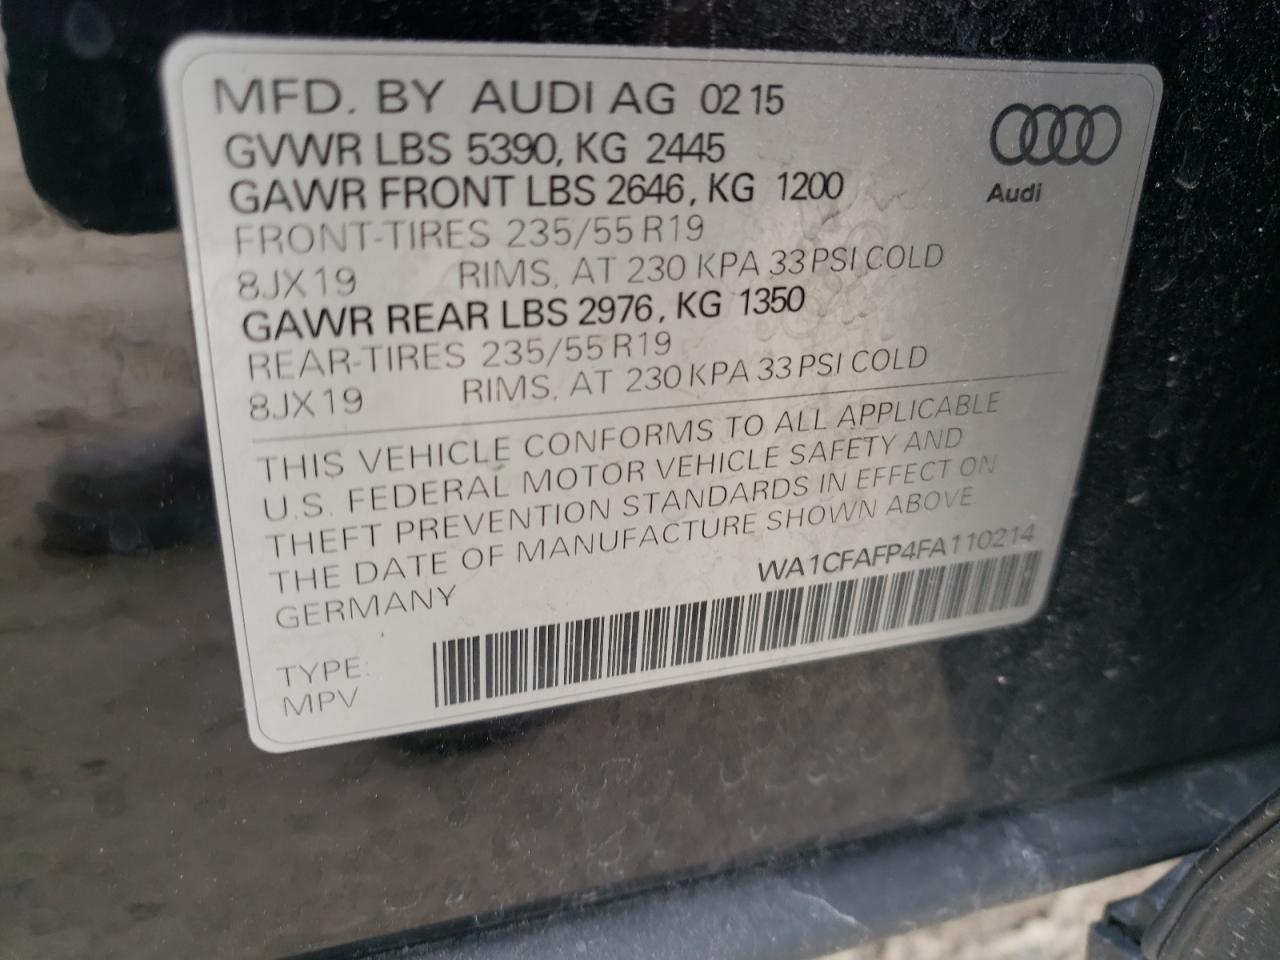 MFD. BY AUDI AG 02 15
GVWR LBS 5390, KG 2445
GAWR FRONT LBS 2646, KG 1200
FRONT-TIRES 235/55 R19
8JX19 RIMS, AT 230 KPA 33 PSI COLD
GAWR REAR LBS 2976, KG 1350
REAR-TIRES 235/55 R19
8JX19 RIMS, AT 230 KPA 33 PSI COLD
Audi
THIS VEHICLE CONFORMS TO ALL APPLICABLE
U.S. FEDERAL MOTOR VEHICLE SAFETY AND
THEFT PREVENTION STANDARDS IN EFFECT ON
THE DATE OF MANUFACTURE SHOWN ABOVE
GERMANY
WA1CFAFP4FA110214
TYPE:
MPV